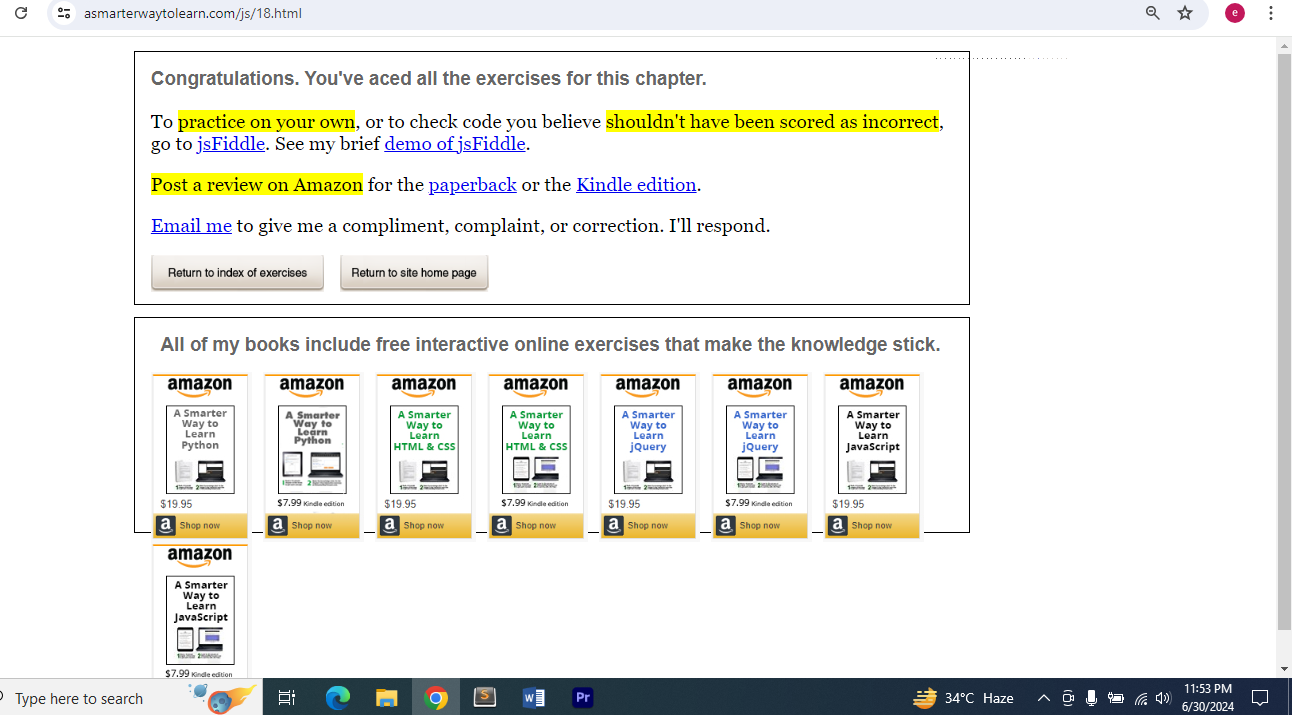 asmarterwaytolearn.com/js/18.html
e
Congratulations. You've aced all the exercises for this chapter.
To practice on your own, or to check code you believe shouldn't have been scored as incorrect,
go to jsFiddle. See my brief demo of jsFiddle.
Post a review on Amazon for the paperback or the Kindle edition.
Email me to give me a compliment, complaint, or correction. I'll respond.
Return to index of exercises
Return to site home page
All of my books include free interactive online exercises that make the knowledge stick.
amazon
A Smarter
Way to
Learn
Python
$19.95
a Shop now
amazon
A Smarter
Way to
Learn
Python
$7.99 Kindle edition
a Shop now
amazon
A Smarter
Way to
Learn
HTML & CSS
$19.95
a Shop now
amazon
A Smarter
Way to
Learn
HTML & CSS
$7.99 Kindle edition
a Shop now
amazon
A Smarter
Way to
Learn
jQuery
$19.95
a Shop now
amazon
A Smarter
Way to
Learn
jQuery
$7.99 Kindle edition
a Shop now
amazon
A Smarter
Way to
Learn
JavaScript
$19.95
a Shop now
amazon
A Smarter
Way to
Learn
JavaScript
$7.99 Kindle edition
Type here to search
S
W
Pr
34°C Haze
11:53 PM
6/30/2024